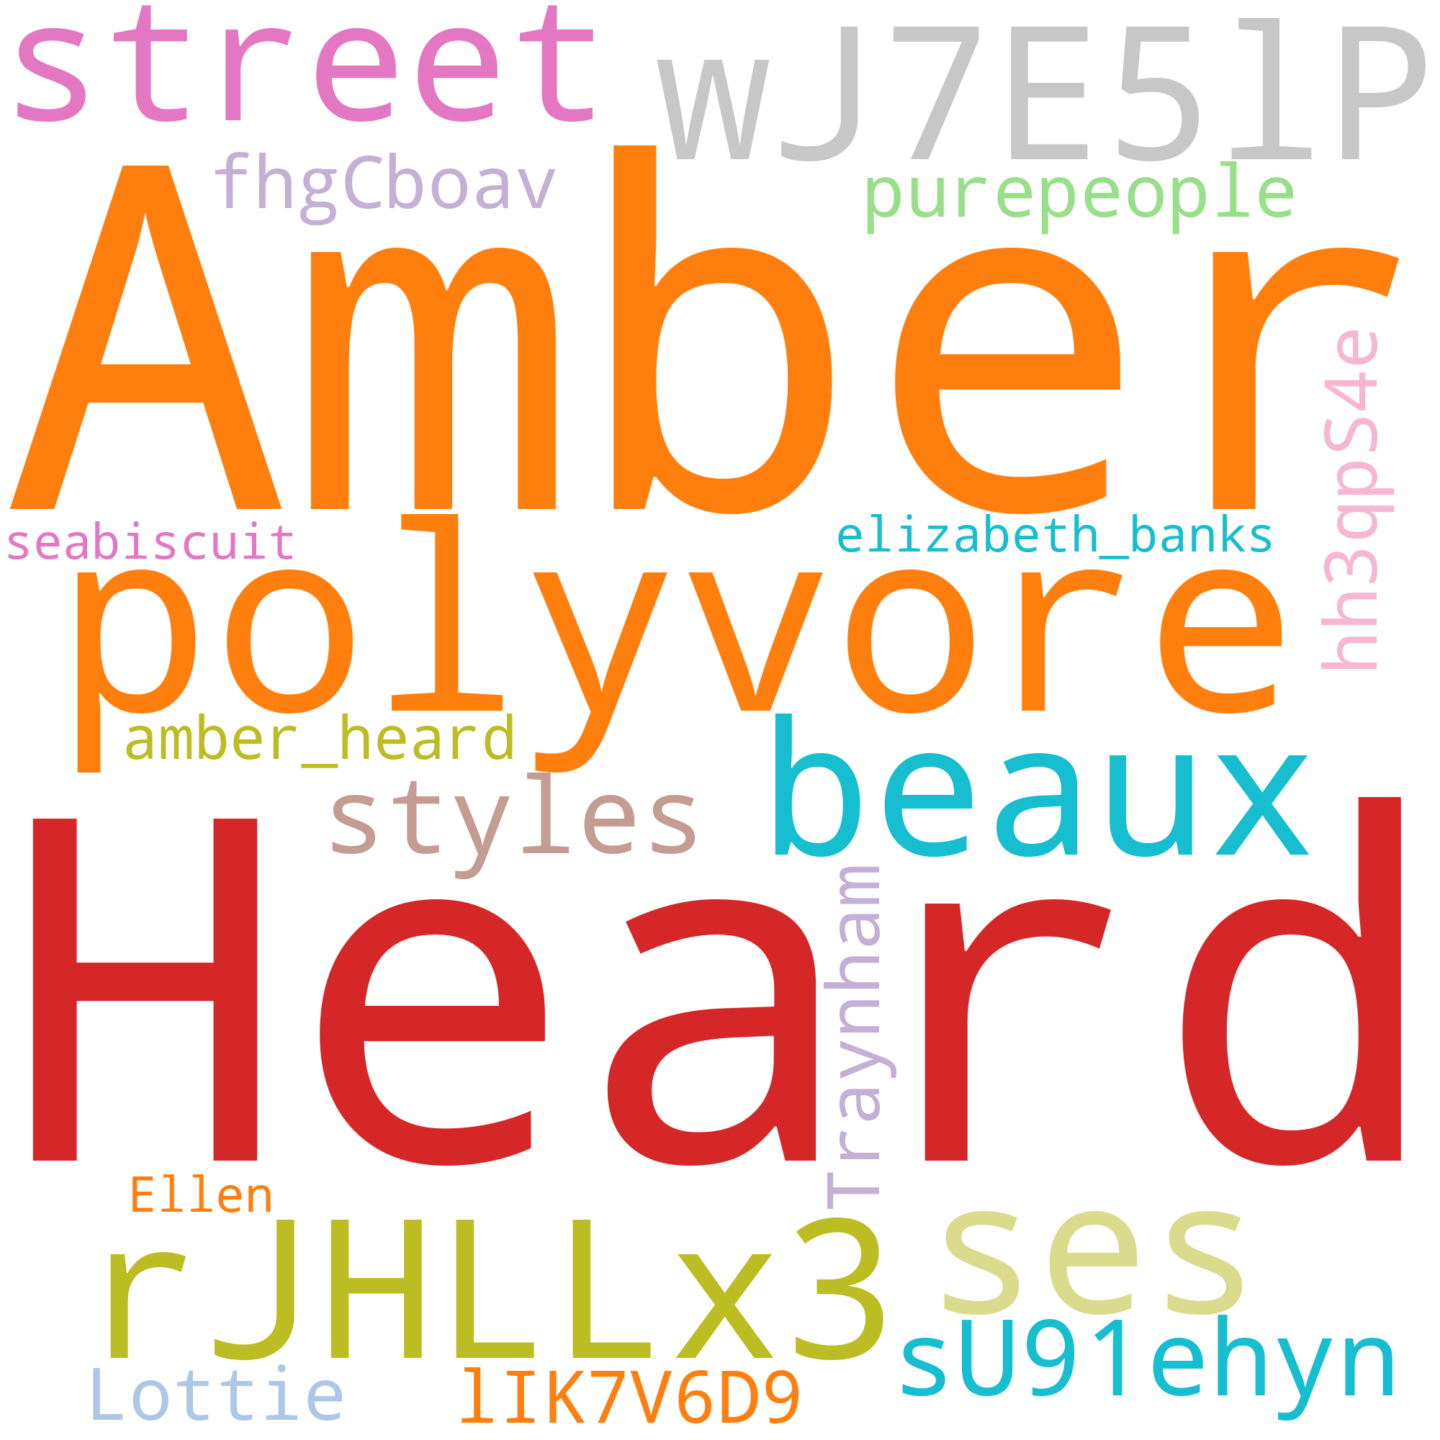 street
wJ7E5lP
fhgCboav
purepeople
Amber
hh3qpS4e
seabiscuit
elizabeth_banks
polyvore
amber_heard
beaux
styles
Heard
Traynham
Ellen
rJHLLx3
ses
sU91ehyn
Lottie
lIK7V6D9